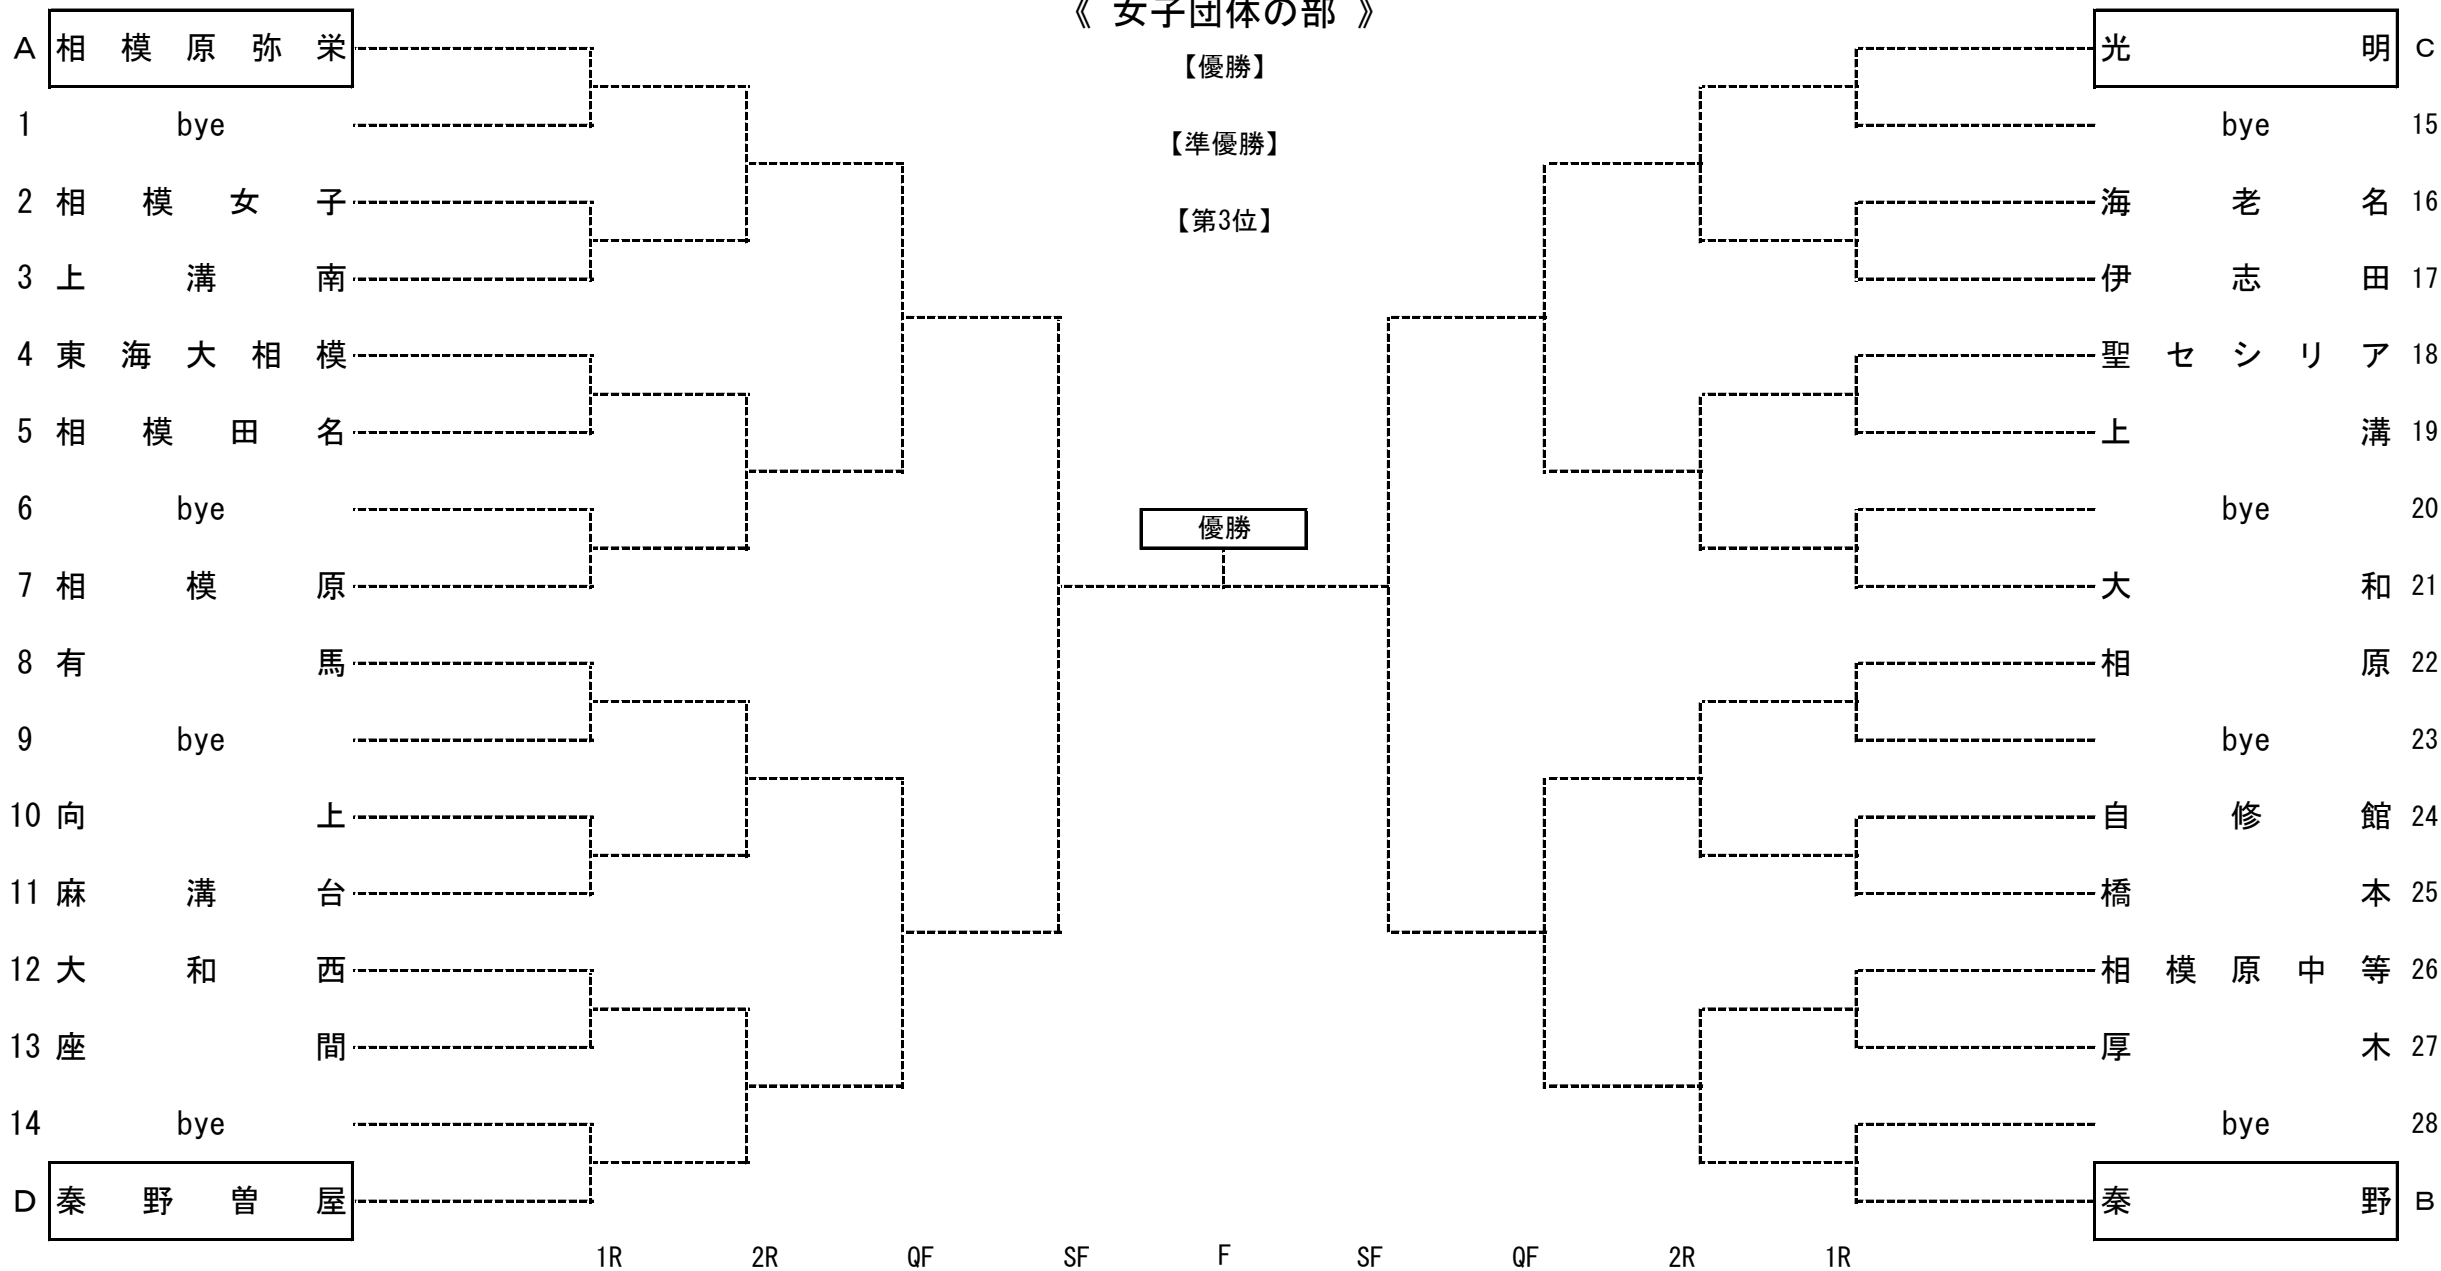 《 女子団体の部 》
【優勝】
【準優勝】
【第3位】
A 相模原弥栄
1 bye
2 相模女子
3 上溝南
4 東海大相模
5 相模田名
6 bye
7 相模原
8 有馬
9 bye
10 向上
11 麻溝台
12 大和西
13 座間
14 bye
D 秦野曽屋
優勝
光明 C
bye 15
海老名 16
伊志田 17
聖セシリア 18
上溝 19
bye 20
大和 21
相原 22
bye 23
自修館 24
橋本 25
相模原中等 26
厚木 27
bye 28
秦野 B
1R 2R QF SF F SF QF 2R 1R